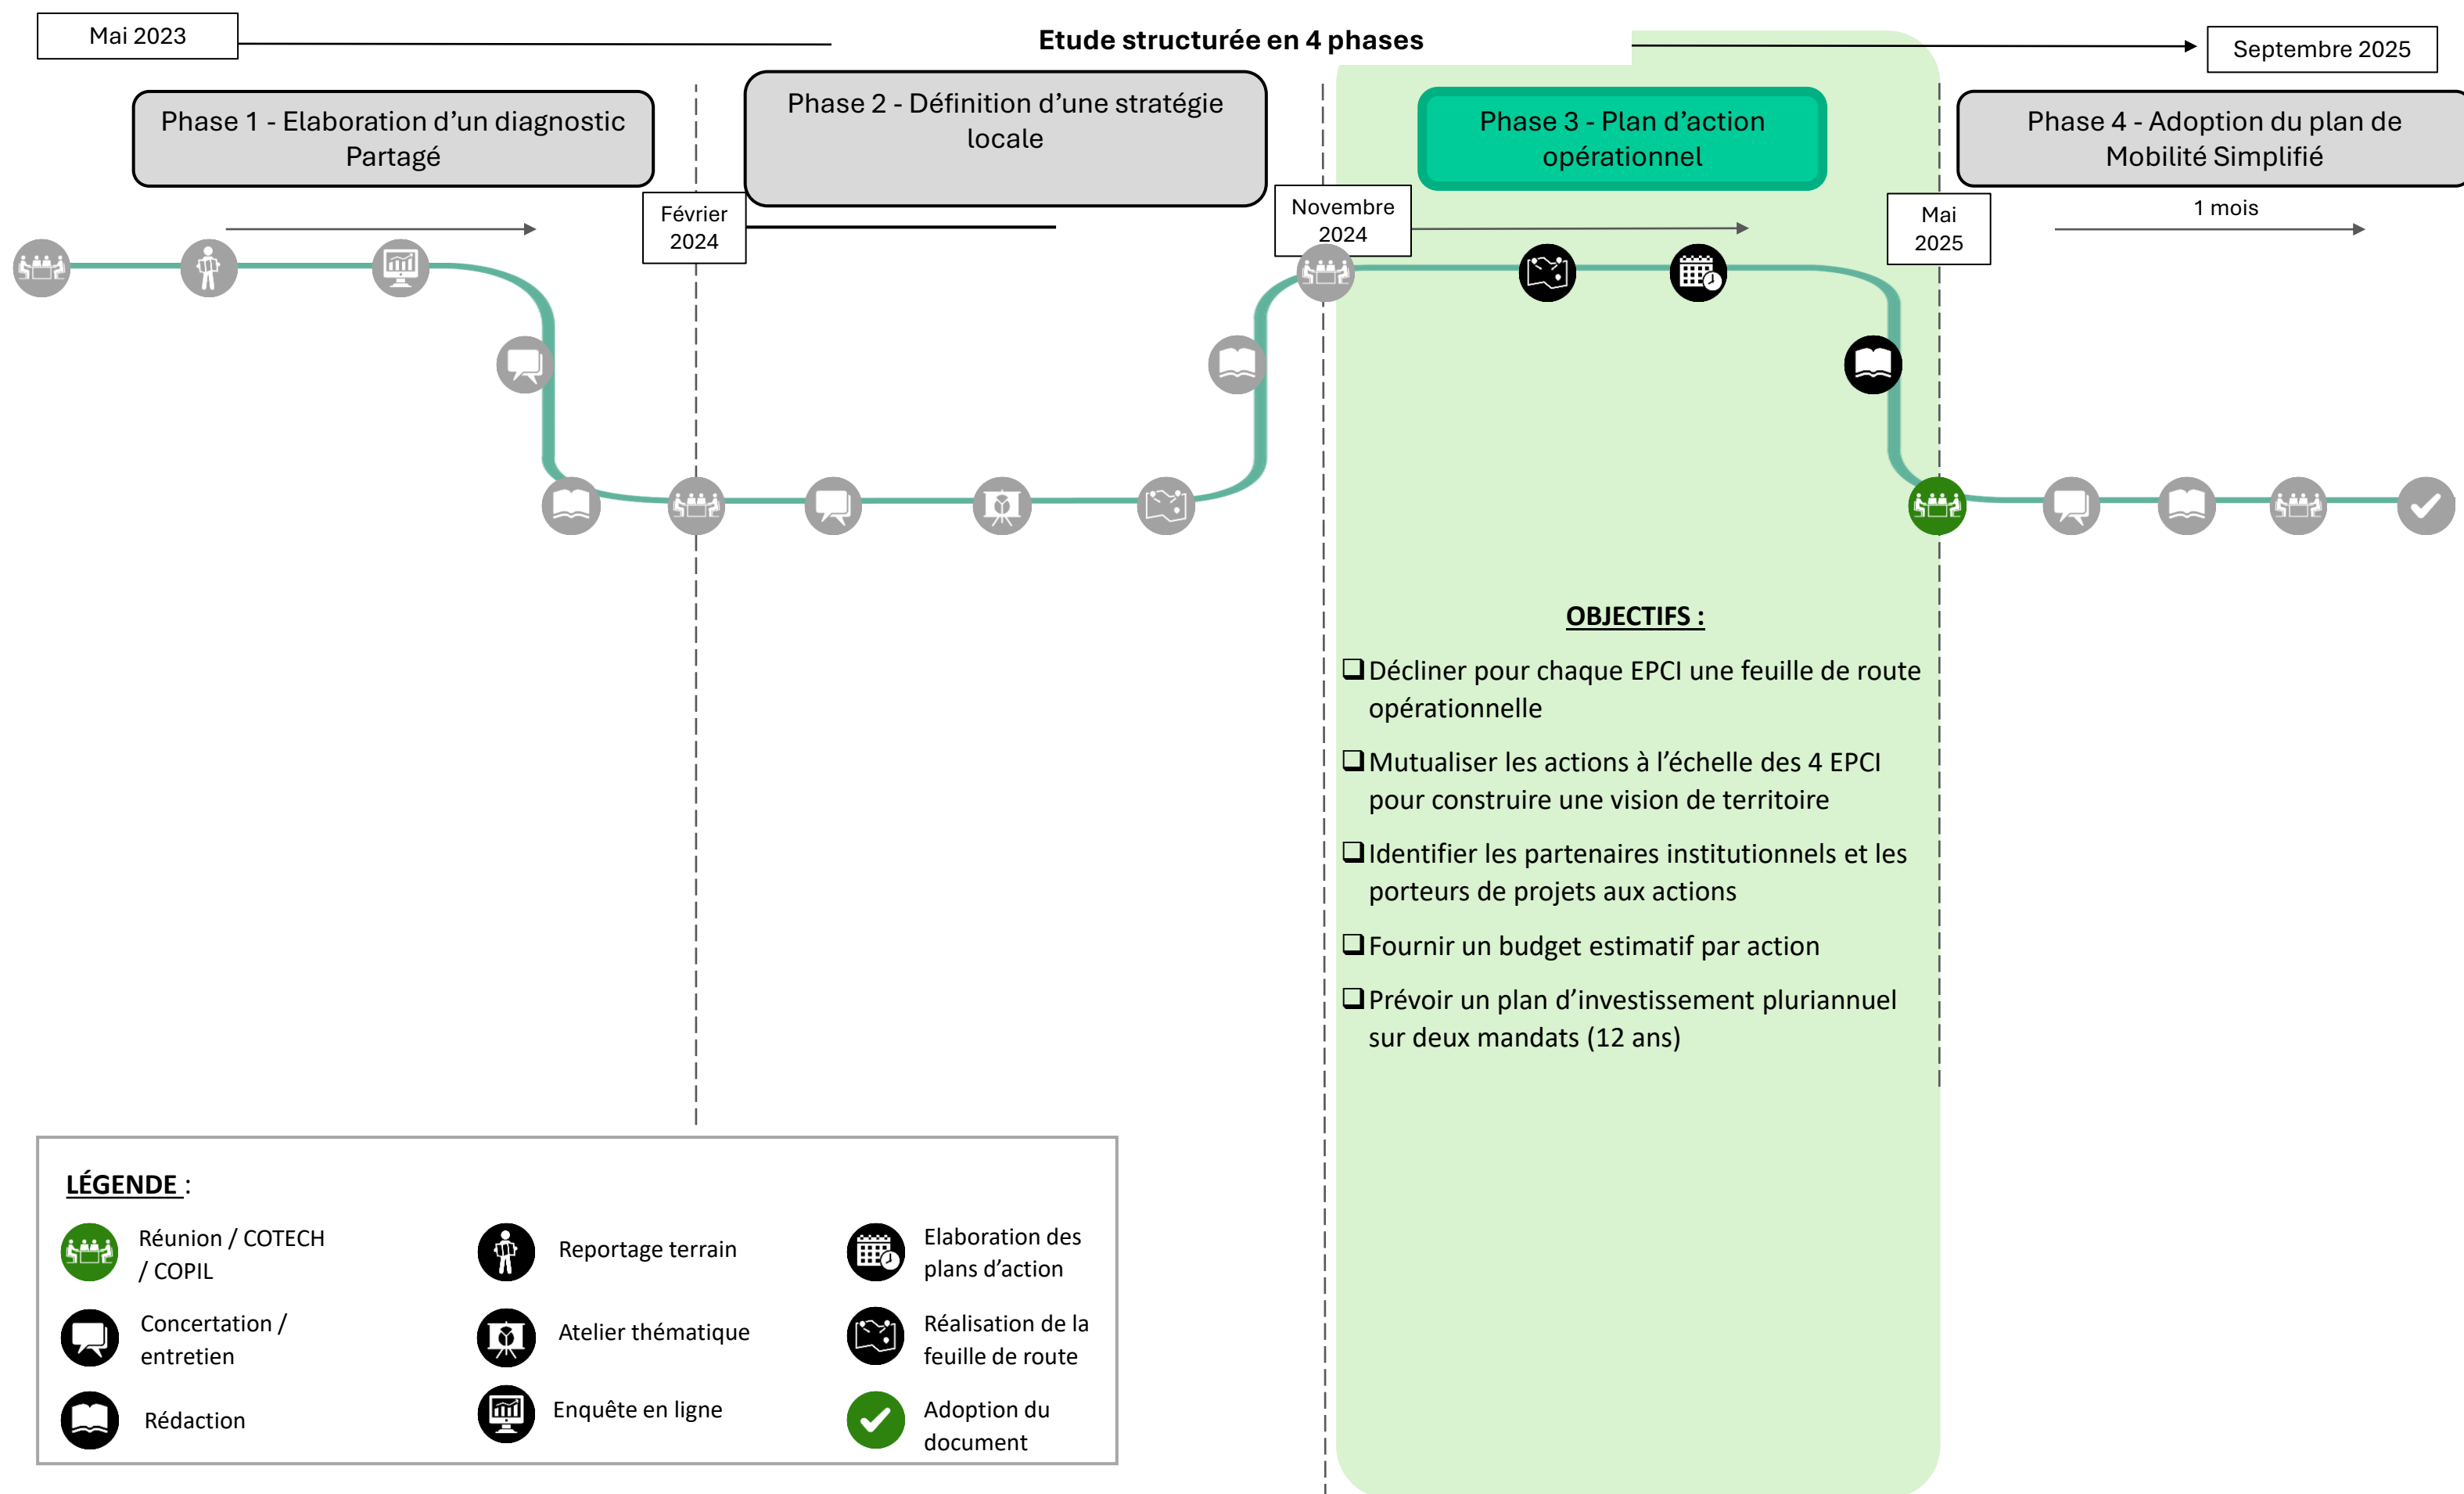 Mai 2023
Etude structurée en 4 phases
Septembre 2025
Phase 1 - Elaboration d’un diagnostic
Partagé
Phase 2 - Définition d’une stratégie
locale
Phase 3 - Plan d’action
opérationnel
Phase 4 - Adoption du plan de
Mobilité Simplifié
Février
2024
Novembre
2024
Mai
2025
1 mois
OBJECTIFS :
❑Décliner pour chaque EPCI une feuille de route
opérationnelle
❑Mutualiser les actions à l’échelle des 4 EPCI
pour construire une vision de territoire
❑Identifier les partenaires institutionnels et les
porteurs de projets aux actions
❑Fournir un budget estimatif par action
❑Prévoir un plan d’investissement pluriannuel
sur deux mandats (12 ans)
LÉGENDE :
Réunion / COTECH
/ COPIL
Concertation /
entretien
Rédaction
Reportage terrain
Atelier thématique
Enquête en ligne
Elaboration des
plans d’action
Réalisation de la
feuille de route
Adoption du
document